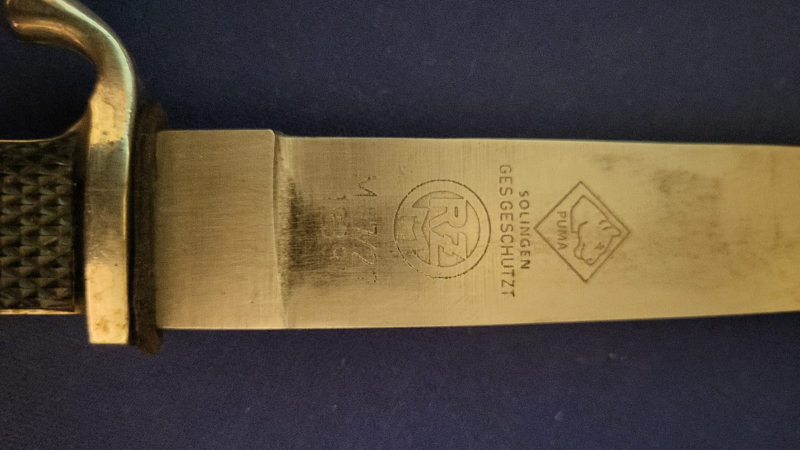 PUMA
SOLINGEN
GES GESCHUTZT
RZM
M 7/2